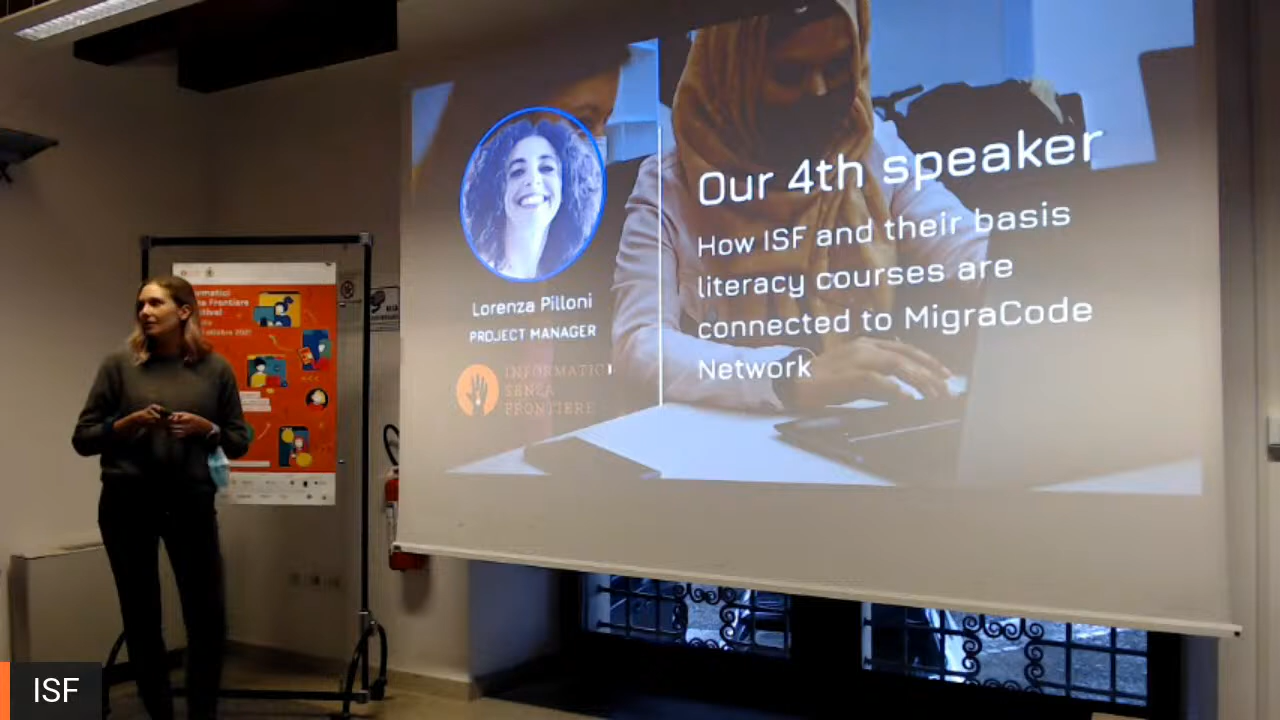 Our 4th speaker
How ISF and their basis
literacy courses are
connected to MigraCode
Network
Lorenza Pilloni
PROJECT MANAGER
INFORMATICI
SENZA
FRONTIERE
ISF